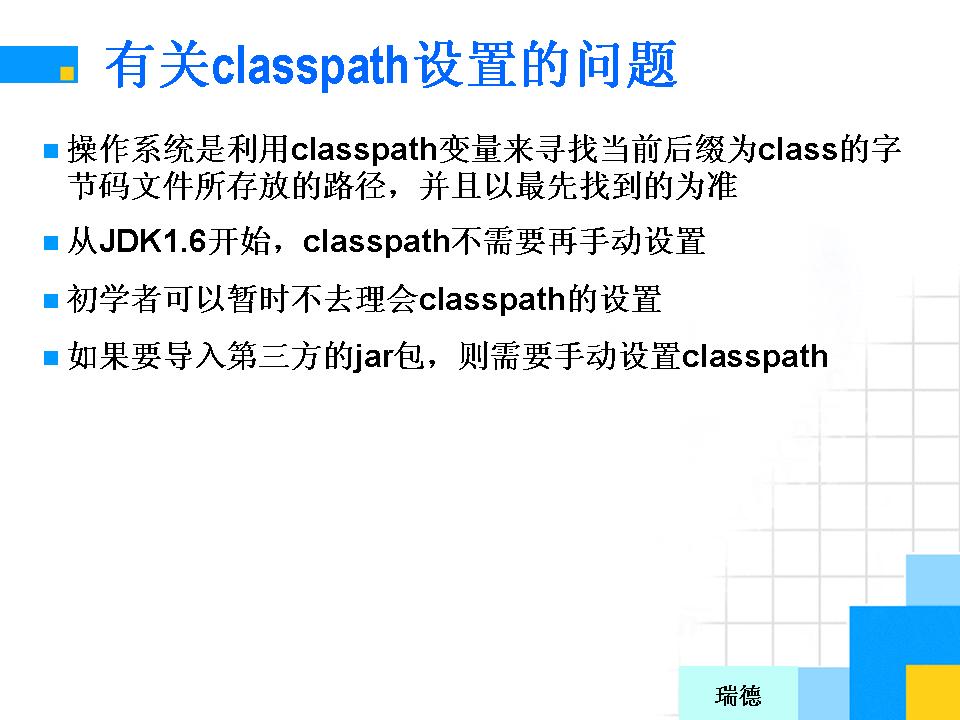 有关classpath设置的问题
操作系统是利用classpath变量来寻找当前后缀为class的字
节码文件所存放的路径，并且以最先找到的为准
从JDK1.6开始，classpath不需要再手动设置
初学者可以暂时不去理会classpath的设置
如果要导入第三方的jar包，则需要手动设置classpath
瑞德